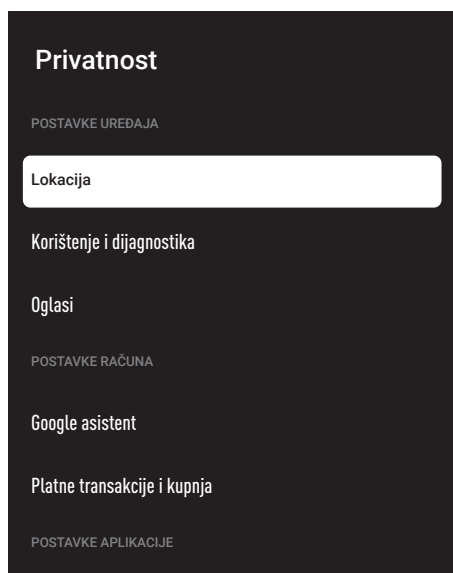 Privatnost
POSTAVKE UREĐAJA
Lokacija
Korištenje i dijagnostika
Oglasi
POSTAVKE RAČUNA
Google asistent
Platne transakcije i kupnja
POSTAVKE APLIKACIJE